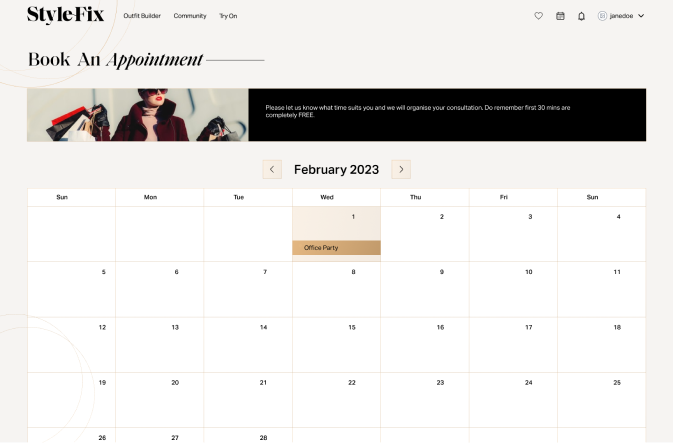 Style-Fix
Outfit Builder Community Try On janedoe
Book An Appointment
Please let us know what time suits you and we will organise your consultation. Do remember first 30 mins are
completely FREE.
February 2023
Sun Mon Tue Wed Thu Fri Sun
1 2 3 4
Office Party
5 6 7 8 9 10 11
12 13 14 15 16 17 18
19 20 21 22 23 24 25
26 27 28